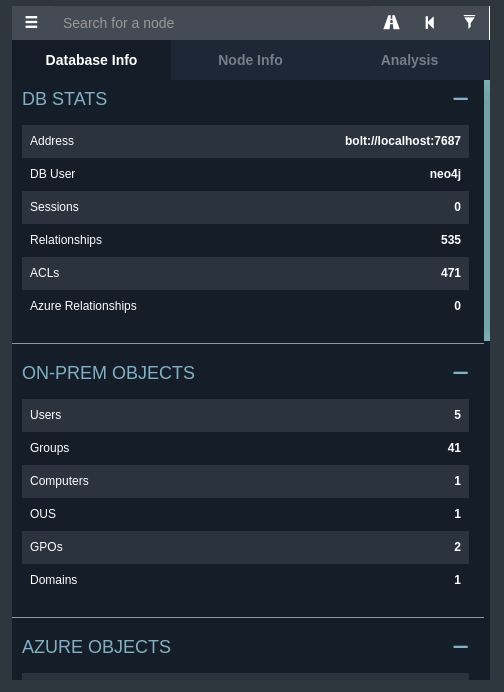 Search for a node
Database Info Node Info Analysis
DB STATS
Address bolt://localhost:7687
DB User neo4j
Sessions 0
Relationships 535
ACLs 471
Azure Relationships 0
ON-PREM OBJECTS
Users 5
Groups 41
Computers 1
OUS 1
GPOs 2
Domains 1
AZURE OBJECTS